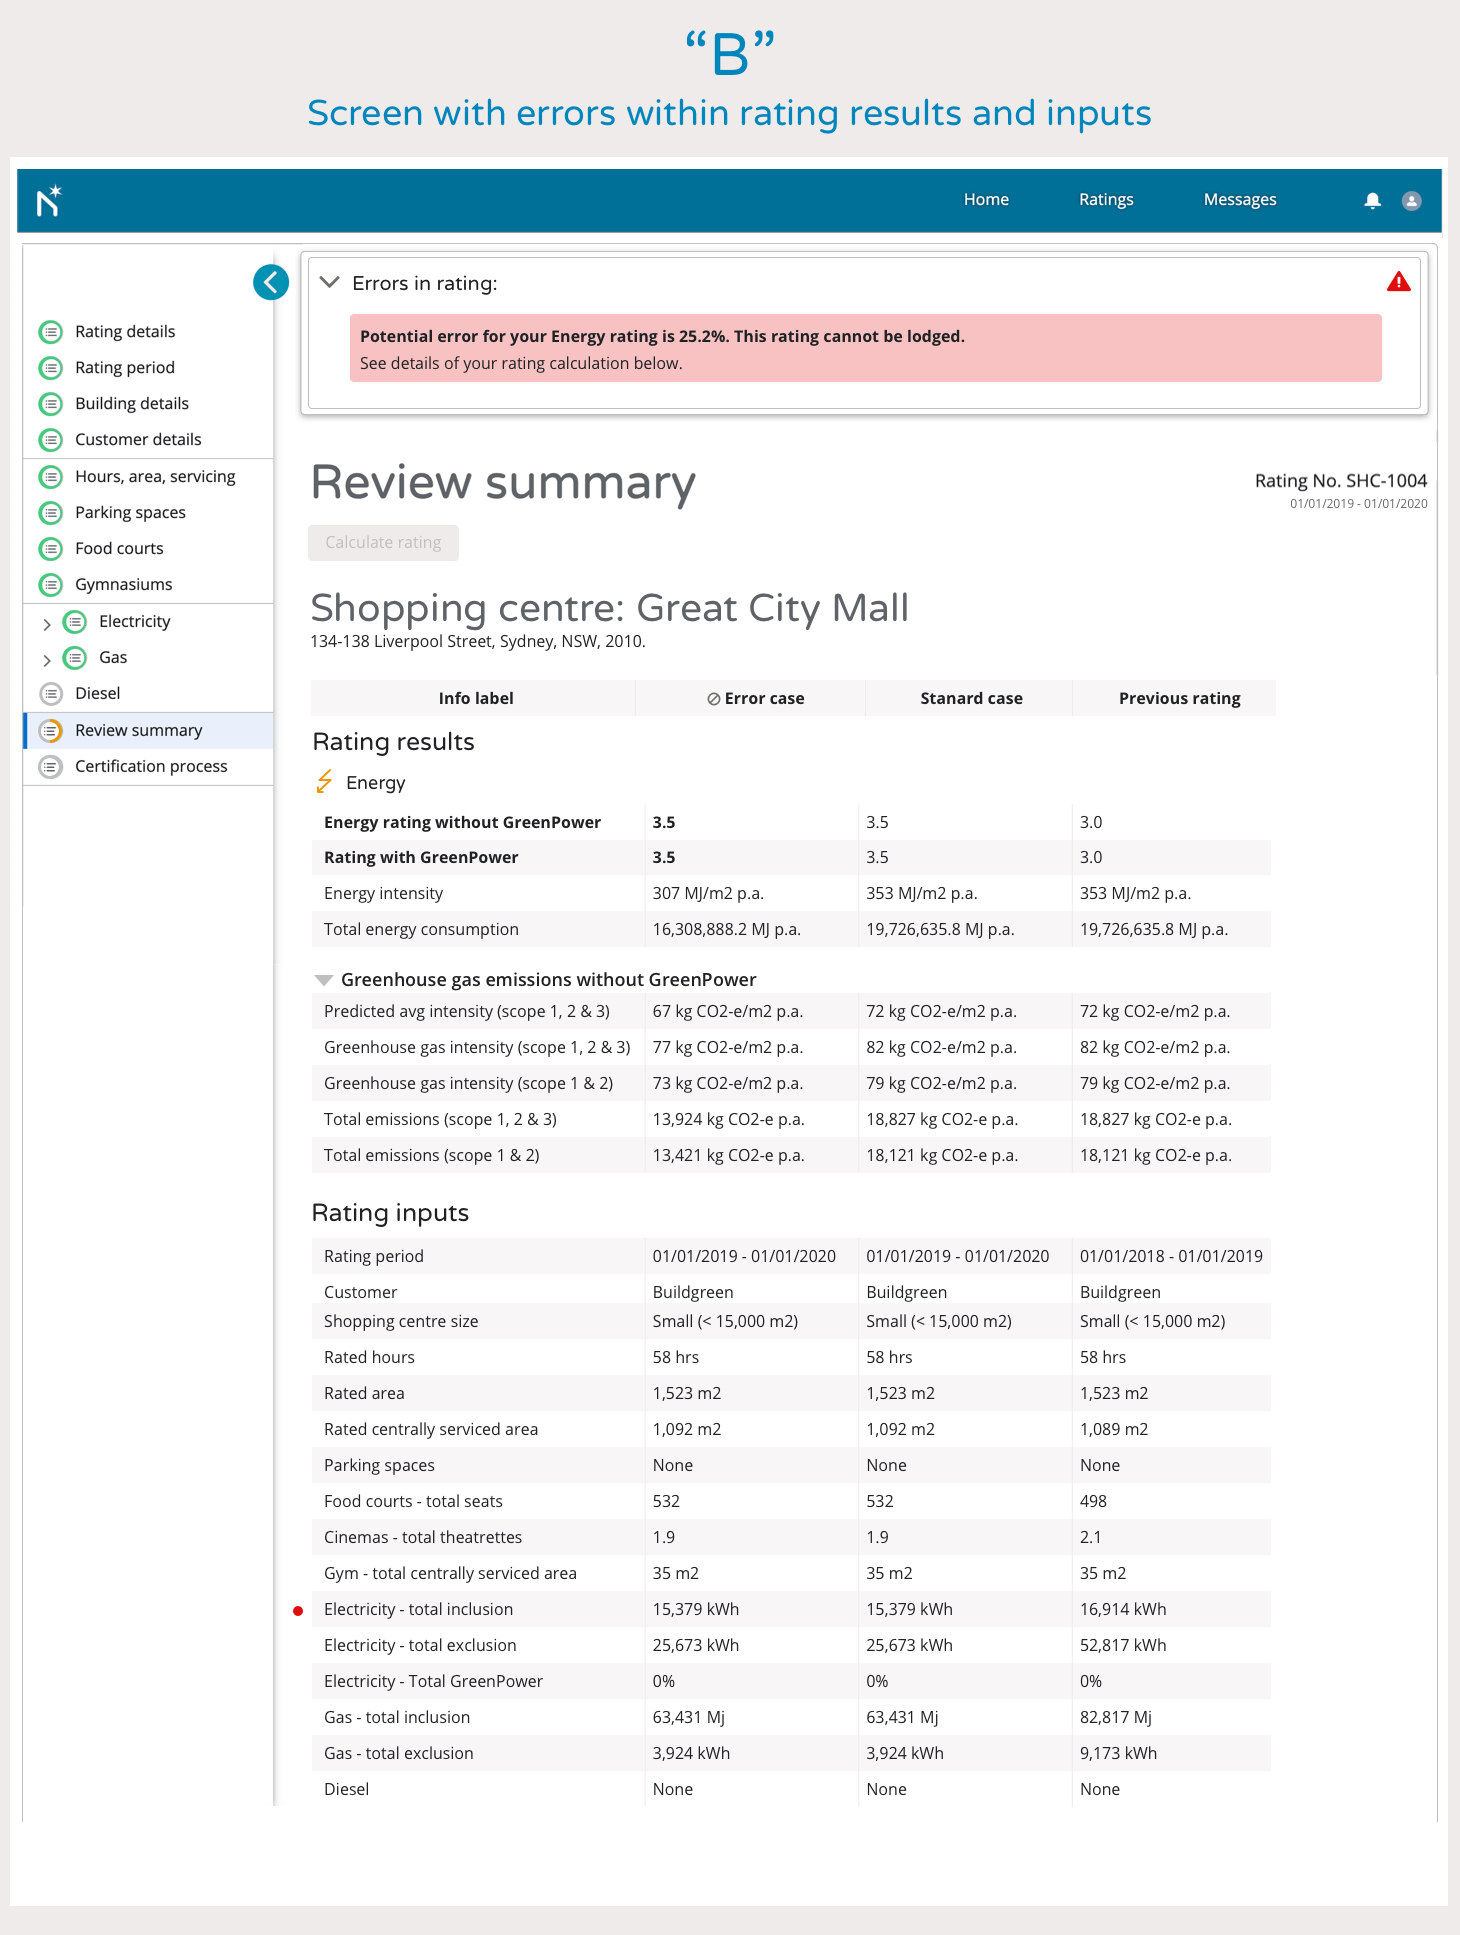 “B”
Screen with errors within rating results and inputs
Home Ratings Messages
Errors in rating:
Potential error for your Energy rating is 25.2%. This rating cannot be lodged.
See details of your rating calculation below.
Rating details
Rating period
Building details
Customer details
Hours, area, servicing
Parking spaces
Food courts
Gymnasiums
Electricity
Gas
Diesel
Review summary
Certification process
Review summary
Rating No. SHC-1004
01/01/2019 - 01/01/2020
Calculate rating
Shopping centre: Great City Mall
134-138 Liverpool Street, Sydney, NSW, 2010.
Info label Error case Stanard case Previous rating
Rating results
Energy
Energy rating without GreenPower 3.5 3.5 3.0
Rating with GreenPower 3.5 3.5 3.0
Energy intensity 307 MJ/m2 p.a. 353 MJ/m2 p.a. 353 MJ/m2 p.a.
Total energy consumption 16,308,888.2 MJ p.a. 19,726,635.8 MJ p.a. 19,726,635.8 MJ p.a.
Greenhouse gas emissions without GreenPower
Predicted avg intensity (scope 1, 2 & 3) 67 kg CO2-e/m2 p.a. 72 kg CO2-e/m2 p.a. 72 kg CO2-e/m2 p.a.
Greenhouse gas intensity (scope 1, 2 & 3) 77 kg CO2-e/m2 p.a. 82 kg CO2-e/m2 p.a. 82 kg CO2-e/m2 p.a.
Greenhouse gas intensity (scope 1 & 2) 73 kg CO2-e/m2 p.a. 79 kg CO2-e/m2 p.a. 79 kg CO2-e/m2 p.a.
Total emissions (scope 1, 2 & 3) 13,924 kg CO2-e p.a. 18,827 kg CO2-e p.a. 18,827 kg CO2-e p.a.
Total emissions (scope 1 & 2) 13,421 kg CO2-e p.a. 18,121 kg CO2-e p.a. 18,121 kg CO2-e p.a.
Rating inputs
Rating period 01/01/2019 - 01/01/2020 01/01/2019 - 01/01/2020 01/01/2018 - 01/01/2019
Customer Buildgreen Buildgreen Buildgreen
Shopping centre size Small (< 15,000 m2) Small (< 15,000 m2) Small (< 15,000 m2)
Rated hours 58 hrs 58 hrs 58 hrs
Rated area 1,523 m2 1,523 m2 1,523 m2
Rated centrally serviced area 1,092 m2 1,092 m2 1,089 m2
Parking spaces None None None
Food courts - total seats 532 532 498
Cinemas - total theatrettes 1.9 1.9 2.1
Gym - total centrally serviced area 35 m2 35 m2 35 m2
Electricity - total inclusion 15,379 kWh 15,379 kWh 16,914 kWh
Electricity - total exclusion 25,673 kWh 25,673 kWh 52,817 kWh
Electricity - Total GreenPower 0% 0% 0%
Gas - total inclusion 63,431 Mj 63,431 Mj 82,817 Mj
Gas - total exclusion 3,924 kWh 3,924 kWh 9,173 kWh
Diesel None None None